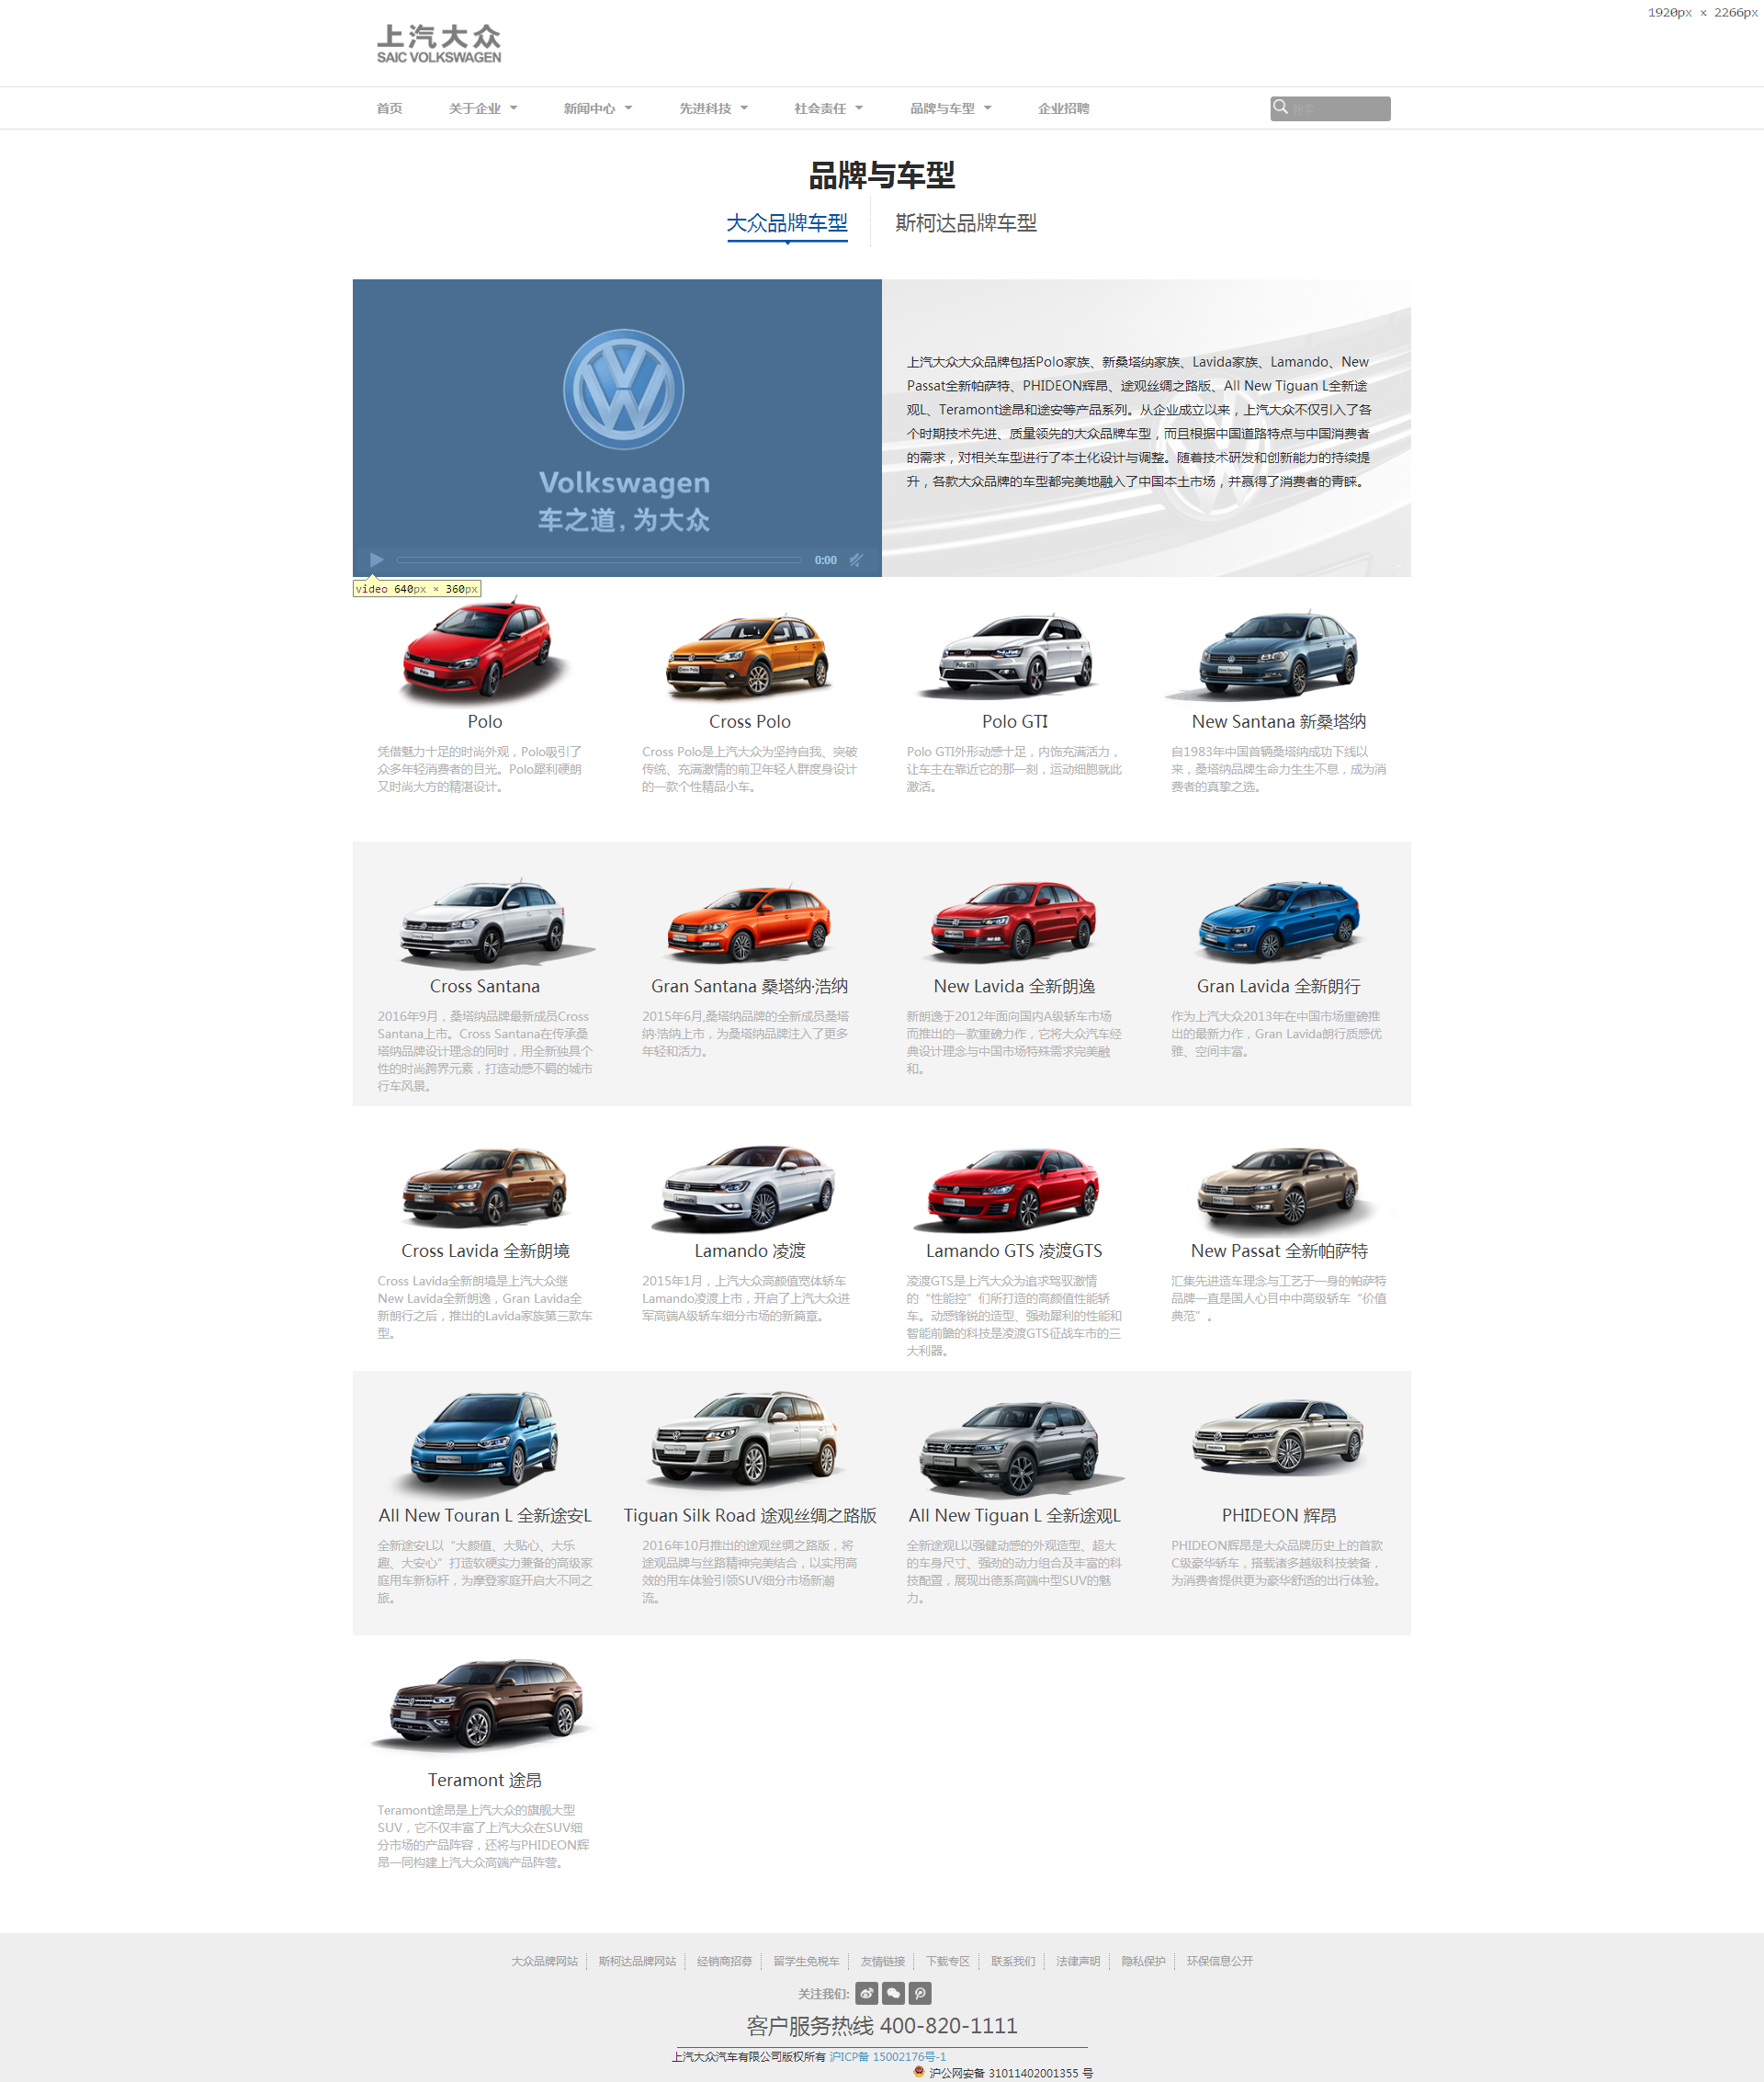 1920px × 2266px
上汽大众
SAIC VOLKSWAGEN
首页 关于企业 新闻中心 先进科技 社会责任 品牌与车型 企业招聘 搜索
品牌与车型
大众品牌车型 斯柯达品牌车型
Volkswagen
车之道,为大众
0:00
video 640px × 360px
上汽大众大众品牌包括Polo家族、新桑塔纳家族、Lavida家族、Lamando、New
Passat全新帕萨特、PHIDEON辉昂、途观丝绸之路版、All New Tiguan L全新途
观L、Teramont途昂和途安等产品系列。从企业成立以来，上汽大众不仅引入了各
个时期技术先进、质量领先的大众品牌车型，而且根据中国道路特点与中国消费者
的需求，对相关车型进行了本土化设计与调整。随着技术研发和创新能力的持续提
升，各款大众品牌的车型都完美地融入了中国本土市场，并赢得了消费者的青睐。
Polo
凭借魅力十足的时尚外观，Polo吸引了
众多年轻消费者的目光。Polo犀利硬朗
又时尚大方的精湛设计。
Cross Polo
Cross Polo是上汽大众为坚持自我、突破
传统、充满激情的前卫年轻人群度身设计
的一款个性精品小车。
Polo GTI
Polo GTI外形动感十足，内饰充满活力，
让车主在靠近它的那一刻，运动细胞就此
激活。
New Santana 新桑塔纳
自1983年中国首辆桑塔纳成功下线以
来，桑塔纳品牌生命力生生不息，成为消
费者的真挚之选。
Cross Santana
2016年9月，桑塔纳品牌最新成员Cross
Santana上市。Cross Santana在传承桑
塔纳品牌设计理念的同时，用全新独具个
性的时尚跨界元素，打造动感不羁的城市
行车风景。
Gran Santana 桑塔纳·浩纳
2015年6月,桑塔纳品牌的全新成员桑塔
纳·浩纳上市，为桑塔纳品牌注入了更多
年轻和活力。
New Lavida 全新朗逸
新朗逸于2012年面向国内A级轿车市场
而推出的一款重磅力作，它将大众汽车经
典设计理念与中国市场特殊需求完美融
和。
Gran Lavida 全新朗行
作为上汽大众2013年在中国市场重磅推
出的最新力作，Gran Lavida朗行质感优
雅、空间丰富。
Cross Lavida 全新朗境
Cross Lavida全新朗境是上汽大众继
New Lavida全新朗逸，Gran Lavida全
新朗行之后，推出的Lavida家族第三款车
型。
Lamando 凌渡
2015年1月，上汽大众高颜值宽体轿车
Lamando凌渡上市，开启了上汽大众进
军高端A级轿车细分市场的新篇章。
Lamando GTS 凌渡GTS
凌渡GTS是上汽大众为追求驾驭激情
的“性能控”们所打造的高颜值性能轿
车。动感锋锐的造型、强劲犀利的性能和
智能前瞻的科技是凌渡GTS征战车市的三
大利器。
New Passat 全新帕萨特
汇集先进造车理念与工艺于一身的帕萨特
品牌一直是国人心目中中高级轿车“价值
典范”。
All New Touran L 全新途安L
全新途安L以“大颜值、大贴心、大乐
趣、大安心”打造软硬实力兼备的高级家
庭用车新标杆，为摩登家庭开启大不同之
旅。
Tiguan Silk Road 途观丝绸之路版
2016年10月推出的途观丝绸之路版，将
途观品牌与丝路精神完美结合，以实用高
效的用车体验引领SUV细分市场新潮
流。
All New Tiguan L 全新途观L
全新途观L以强健动感的外观造型、超大
的车身尺寸、强劲的动力组合及丰富的科
技配置，展现出德系高端中型SUV的魅
力。
PHIDEON 辉昂
PHIDEON辉昂是大众品牌历史上的首款
C级豪华轿车，搭载诸多越级科技装备，
为消费者提供更为豪华舒适的出行体验。
Teramont 途昂
Teramont途昂是上汽大众的旗舰大型
SUV，它不仅丰富了上汽大众在SUV细
分市场的产品阵容，还将与PHIDEON辉
昂一同构建上汽大众高端产品阵营。
大众品牌网站 斯柯达品牌网站 经销商招募 留学生免税车 友情链接 下载专区 联系我们 法律声明 隐私保护 环保信息公开
关注我们:
客户服务热线 400-820-1111
上汽大众汽车有限公司版权所有 沪ICP备 15002176号-1
沪公网安备 31011402001355 号